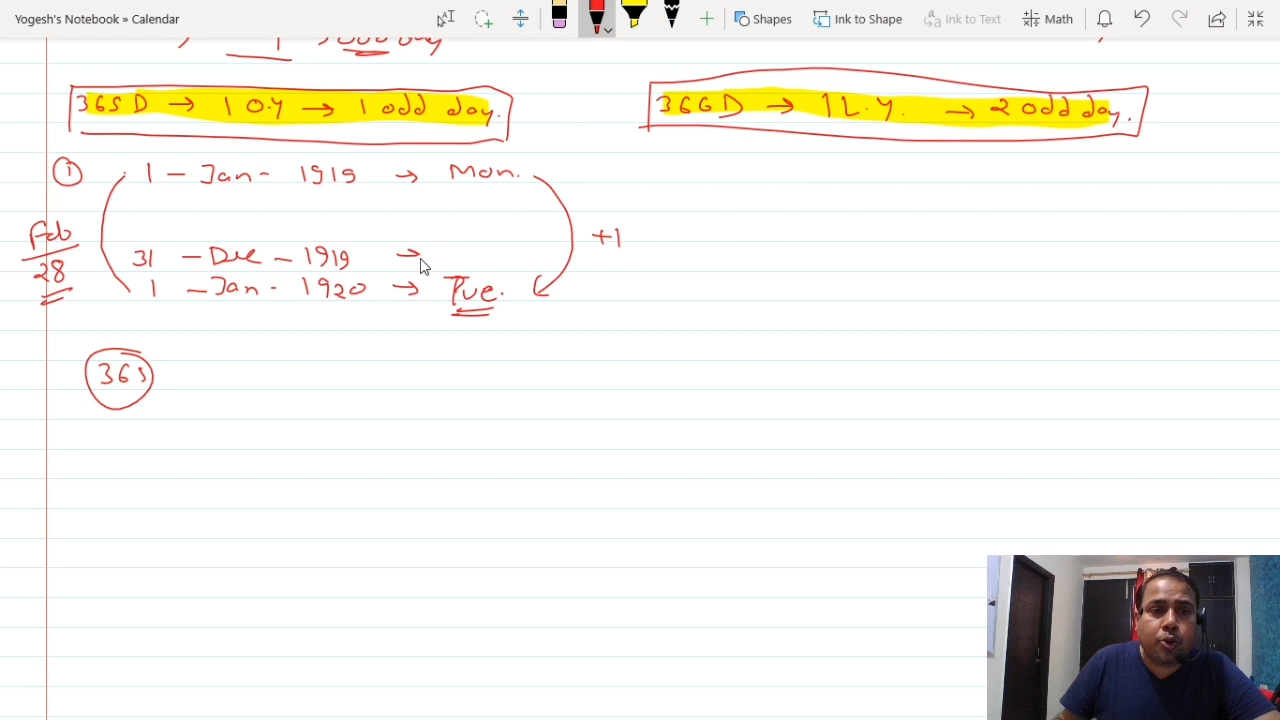 Yogesh's Notebook » Calendar
Shapes Ink to Shape Ink to Text Math
365 D → 1 O.Y → 1 odd day.
366 D → 1 L.Y. → 2 odd day.
① 1 - Jan - 1919 → Mon.
Feb
28
+1
31 - Dec - 1919 →
1 - Jan - 1920 → Tue.
365